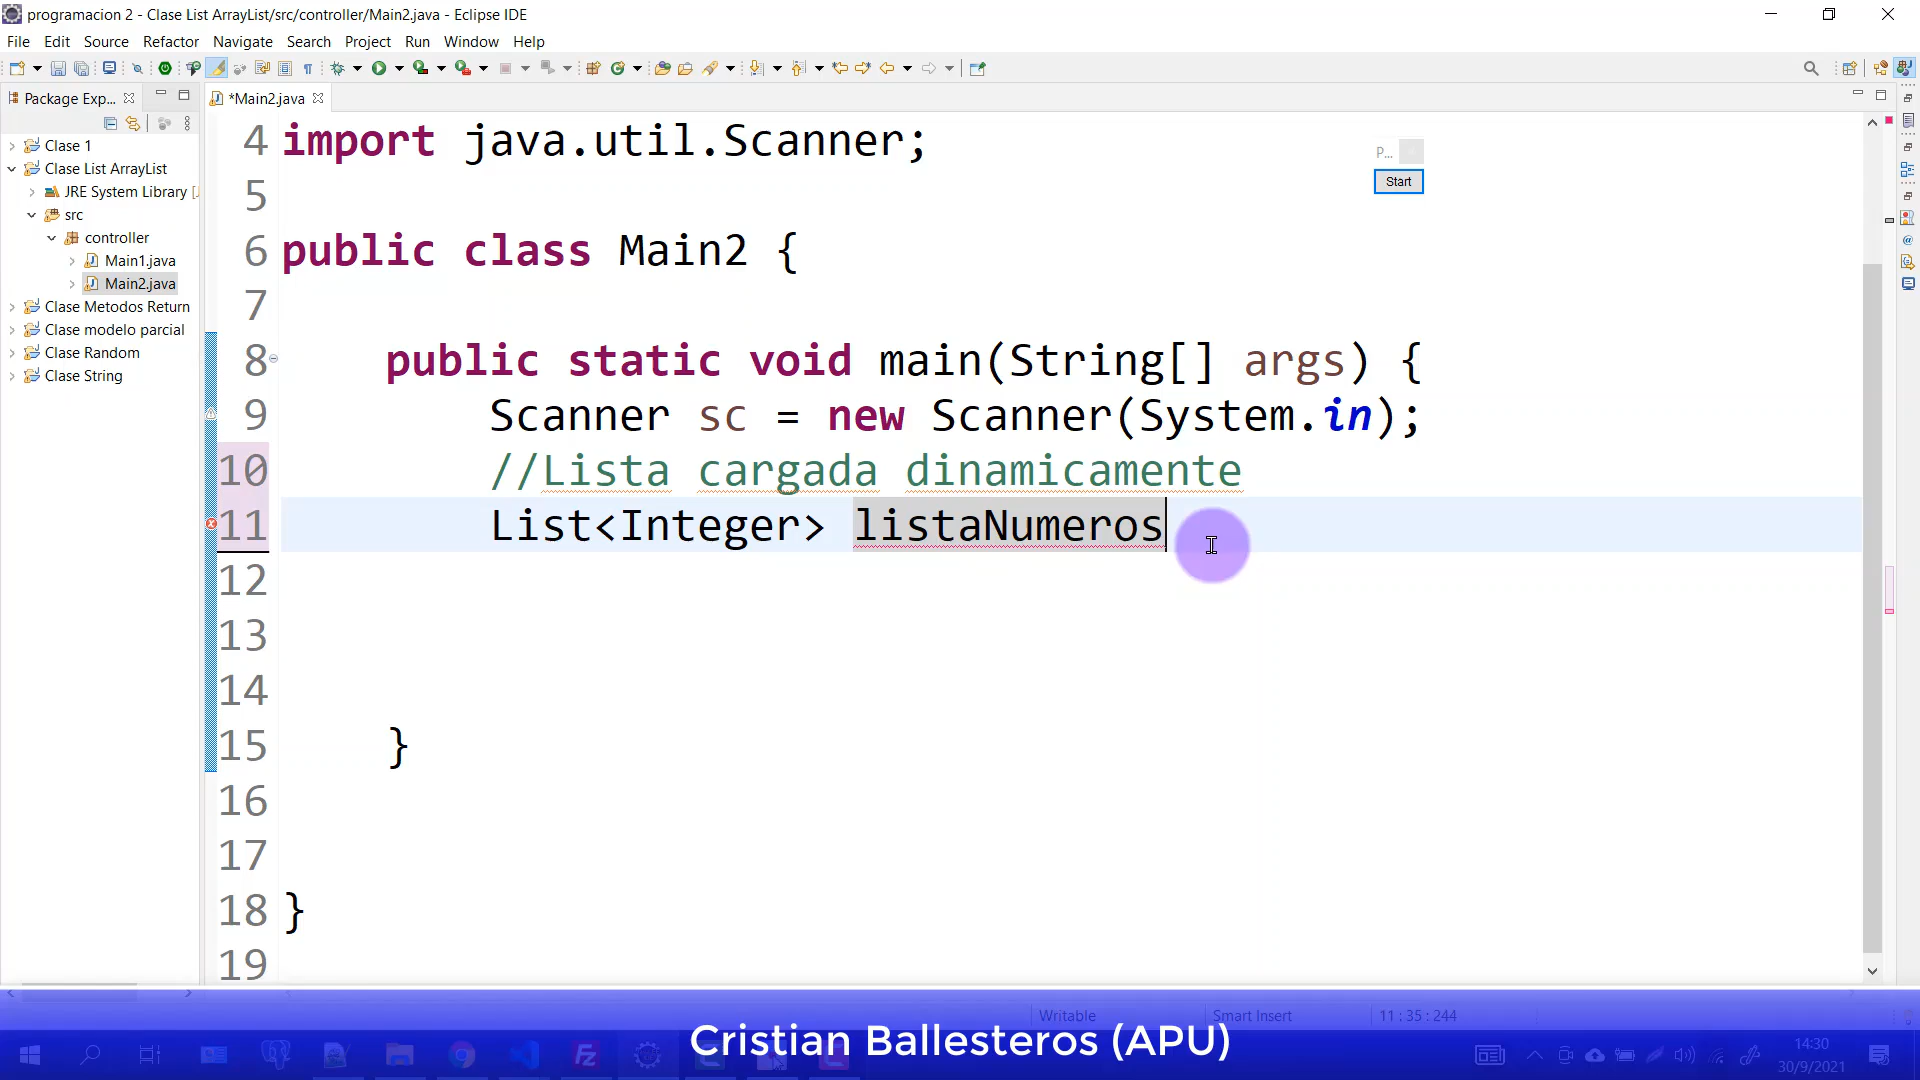 programacion 2 - Clase List ArrayList/src/controller/Main2.java - Eclipse IDE
File Edit Source Refactor Navigate Search Project Run Window Help
Package Exp...
*Main2.java
Clase 1
Clase List ArrayList
JRE System Library [J
src
controller
Main1.java
Main2.java
Clase Metodos Return
Clase modelo parcial
Clase Random
Clase String
4 import java.util.Scanner;
5
6 public class Main2 {
7
8 public static void main(String[] args) {
9 Scanner sc = new Scanner(System.in);
10 //Lista cargada dinamicamente
11 List<Integer> listaNumeros
12
13
14
15 }
16
17
18 }
19
P...
Start
Writable Smart Insert 11 : 35 : 244
Cristian Ballesteros (APU)
14:30
30/9/2021